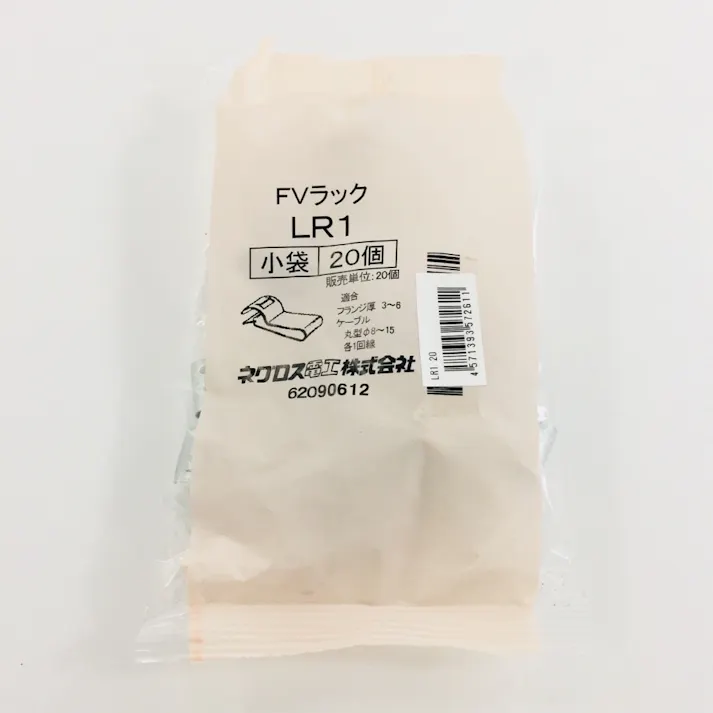 FVラック
LR1
小袋 20個
販売単位:20個
適合
フランジ厚 3〜6
ケーブル
丸型φ8〜15
各1回線
ネグロス電工株式会社
62090612
LR1 20
4571393572611